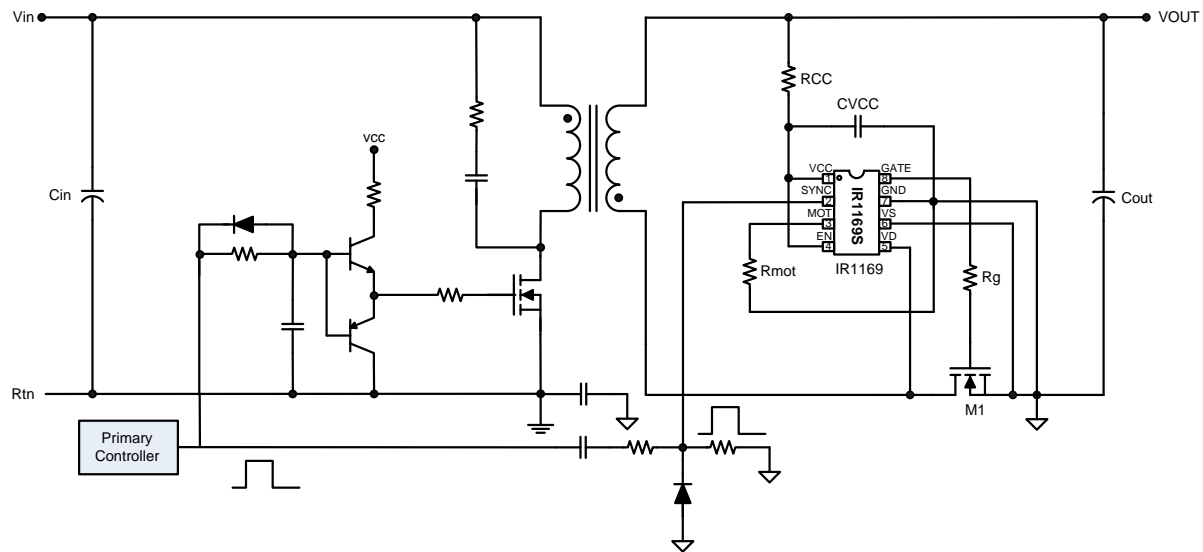 Vin
VOUT
RCC
CVCC
vcc
VCC
1
8
GATE
SYNC
2
7
GND
MOT
3
6
VS
EN
4
5
VD
IR1169S
IR1169
Cin
Cout
Rmot
Rg
Rtn
M1
Primary
Controller